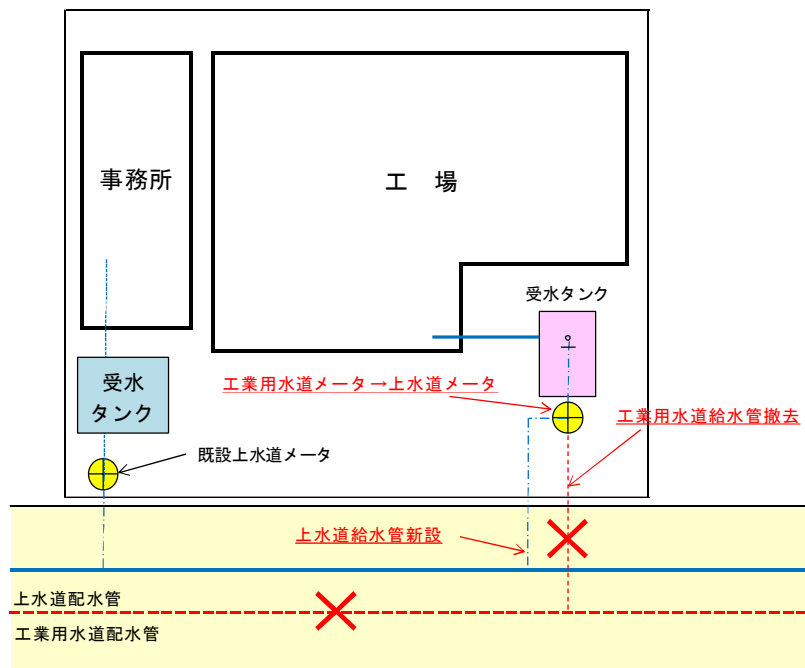 事務所
工 場
受水タンク
受水
タンク
工業用水道メータ→上水道メータ
工業用水道給水管撤去
既設上水道メータ
上水道給水管新設
上水道配水管
工業用水道配水管